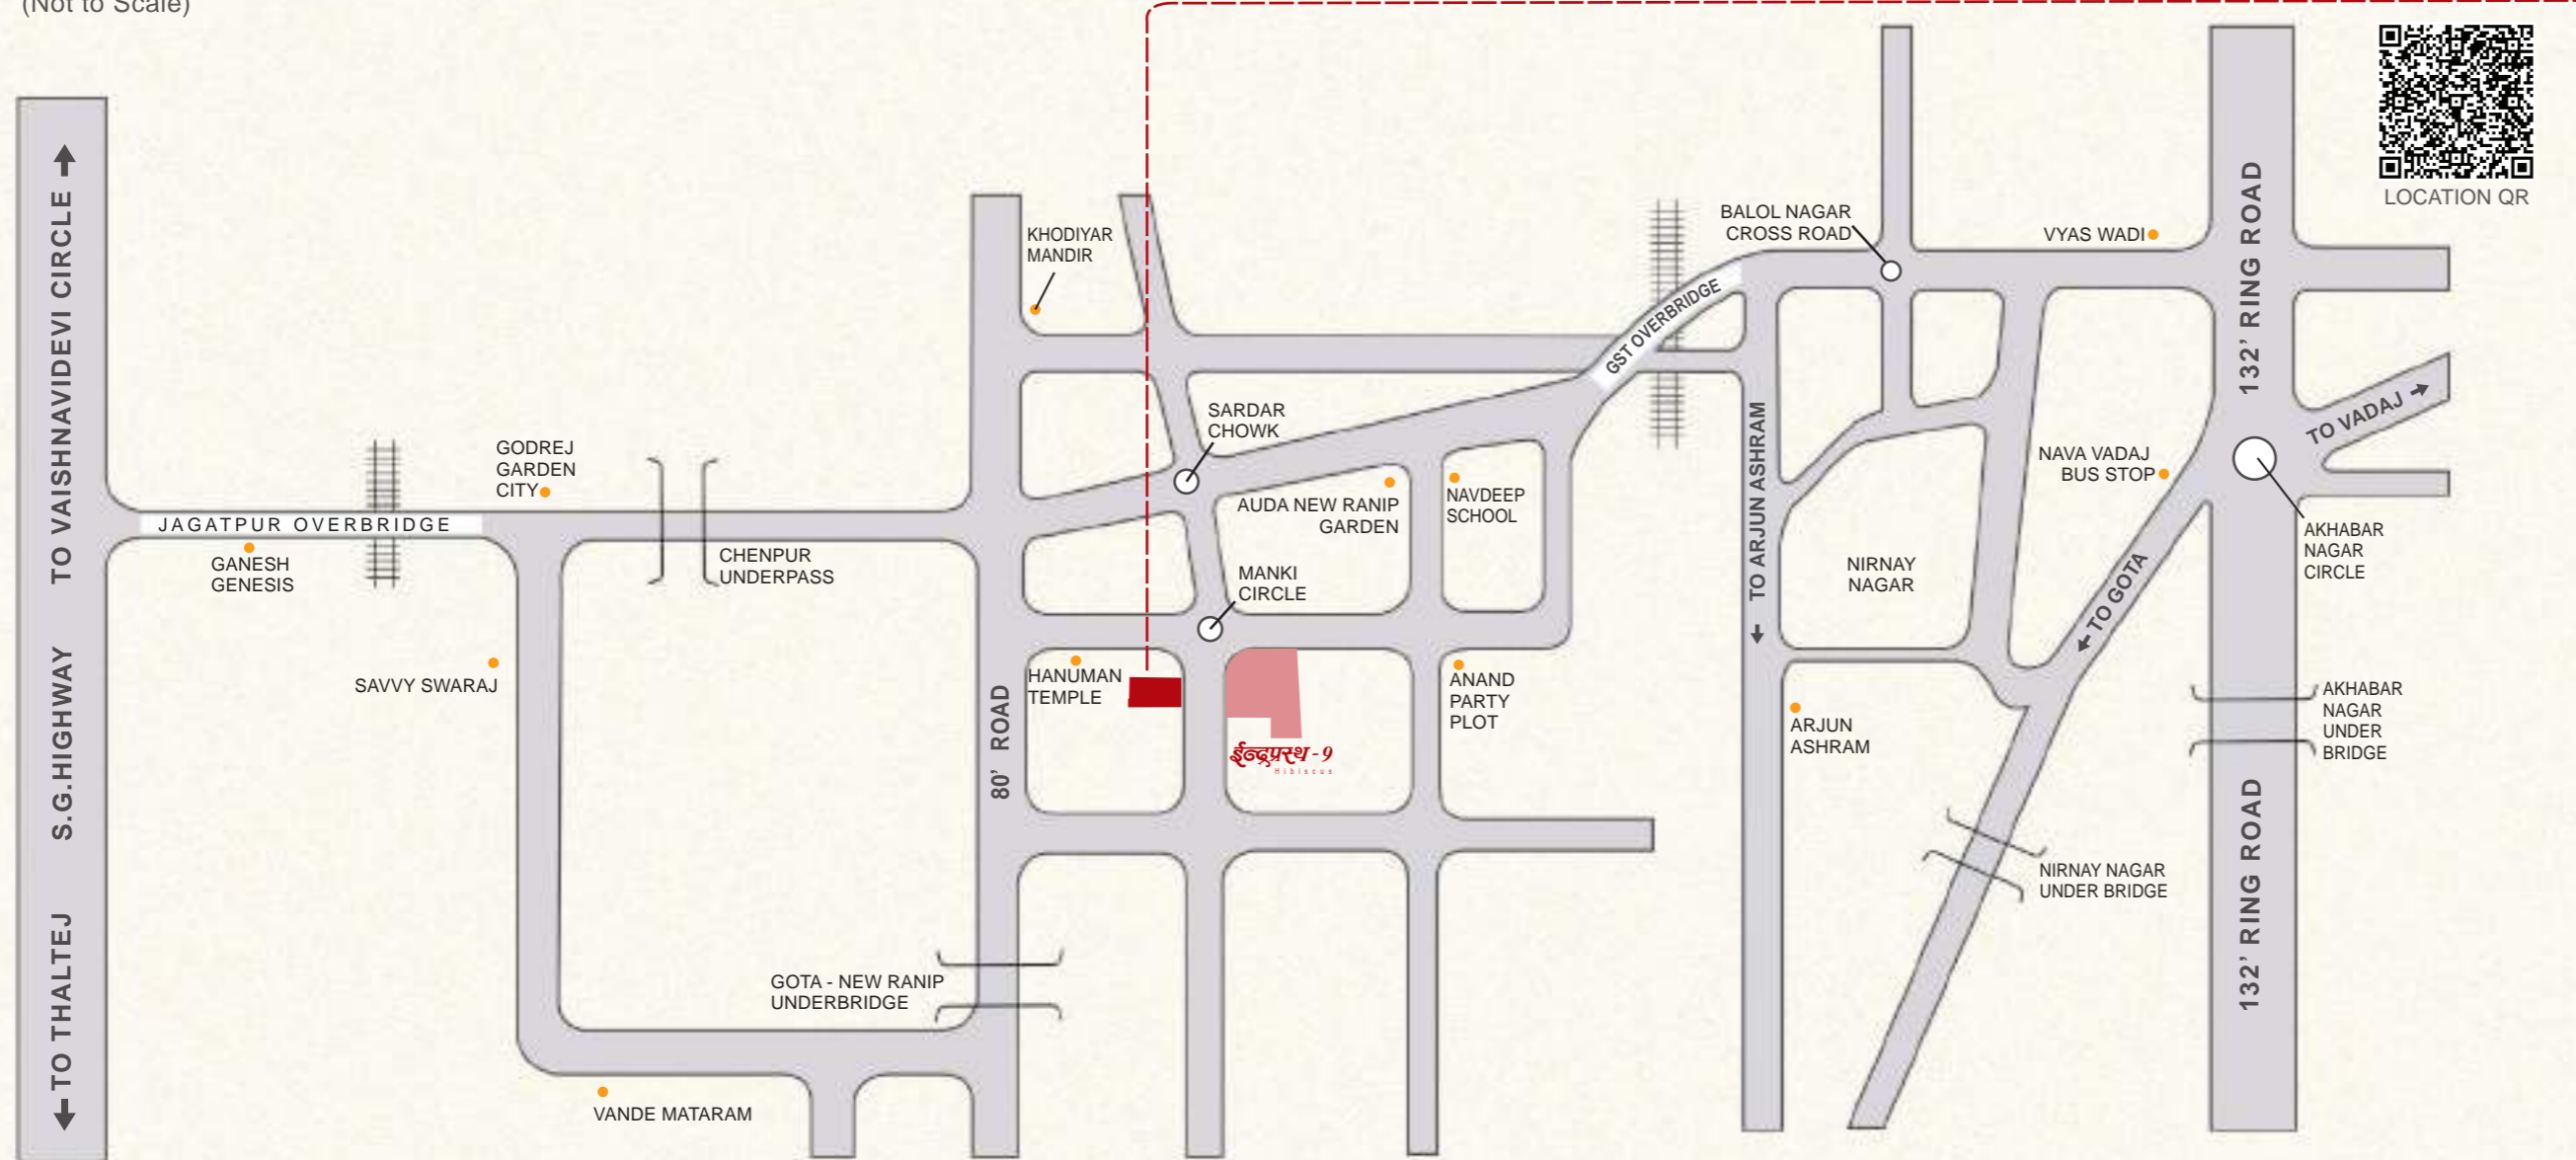 (Not to Scale)
LOCATION QR
TO VAISHNAVIDEVI CIRCLE
S.G.HIGHWAY
TO THALTEJ
JAGATPUR OVERBRIDGE
GANESH
GENESIS
GODREJ
GARDEN
CITY
SAVVY SWARAJ
CHENPUR
UNDERPASS
VANDE MATARAM
GOTA - NEW RANIP
UNDERBRIDGE
80' ROAD
KHODIYAR
MANDIR
SARDAR
CHOWK
AUDA NEW RANIP
GARDEN
NAVDEEP
SCHOOL
MANKI
CIRCLE
HANUMAN
TEMPLE
ईन्द्रप्रस्थ - 9
Hibiscus
ANAND
PARTY
PLOT
GST OVERBRIDGE
BALOL NAGAR
CROSS ROAD
VYAS WADI
132' RING ROAD
TO VADAJ
TO ARJUN ASHRAM
NAVA VADAJ
BUS STOP
AKHABAR
NAGAR
CIRCLE
NIRNAY
NAGAR
TO GOTA
ARJUN
ASHRAM
AKHABAR
NAGAR
UNDER
BRIDGE
NIRNAY NAGAR
UNDER BRIDGE
132' RING ROAD